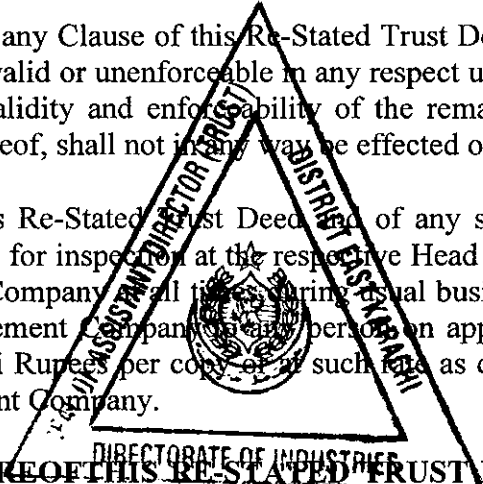 any Clause of this Re-Stated Trust De
valid or unenforceable in any respect u
alidity and enforceability of the rema
eof, shall not in any way be effected o
s Re-Stated Trust Deed and of any s
for inspection at the respective Head
Company at all times during usual busi
ement Company to any person on app
i Rupees per copy or at such rate as d
nt Company.
REOF THIS RE-STATED TRUST
ASSISTANT DIRECTOR (TRUST)
DISTRICT EAST KARACHI
DIRECTORATE OF INDUSTRIES